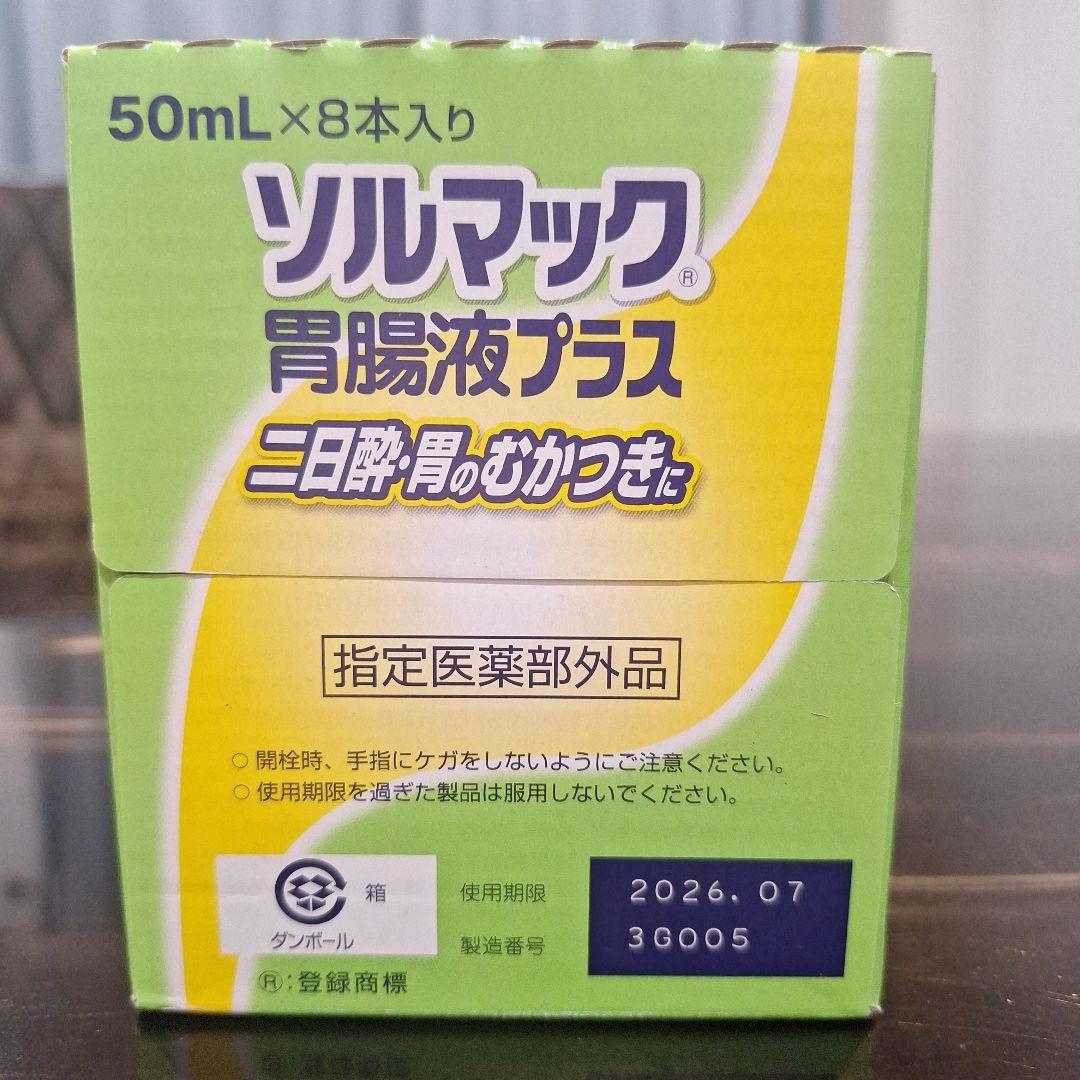 50mL×8本入り
ソルマック®
胃腸液プラス
二日酔・胃のむかつきに
指定医薬部外品
○ 開栓時、手指にケガをしないようにご注意ください。
○ 使用期限を過ぎた製品は服用しないでください。
箱
ダンボール
使用期限 2026.07
製造番号 3G005
®:登録商標